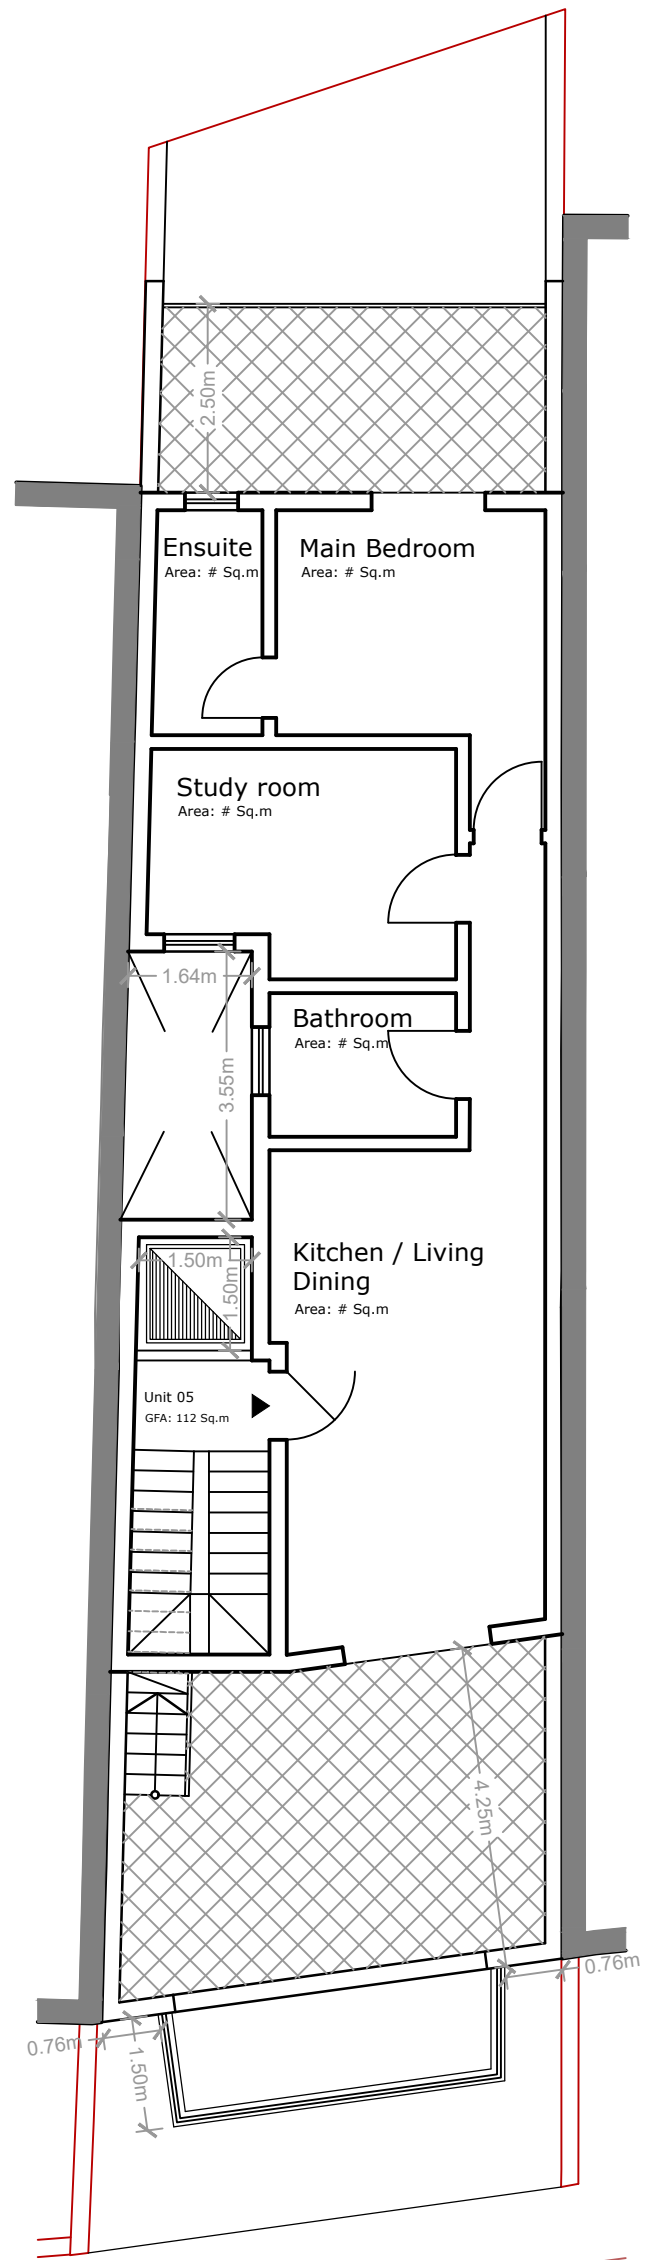 2.50m
Ensuite
Area: # Sq.m
Main Bedroom
Area: # Sq.m
Study room
Area: # Sq.m
1.64m
3.55m
Bathroom
Area: # Sq.m
Kitchen / Living
Dining
Area: # Sq.m
1.50m
1.50m
Unit 05
GFA: 112 Sq.m
4.25m
0.76m
0.76m
1.50m